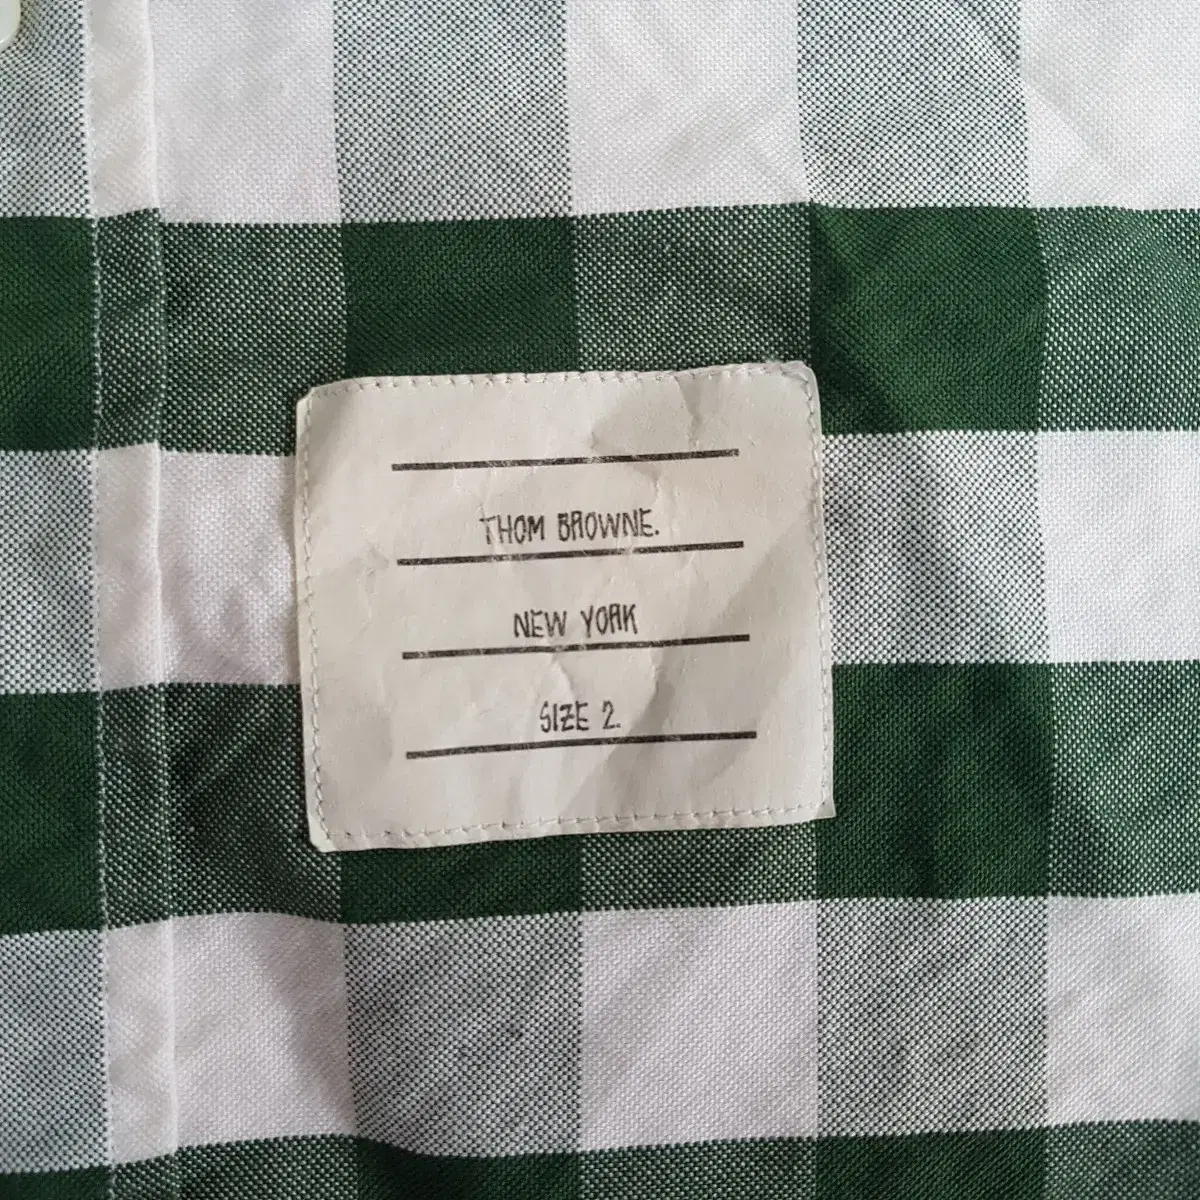 THOM BROWNE.
NEW YORK
SIZE 2.